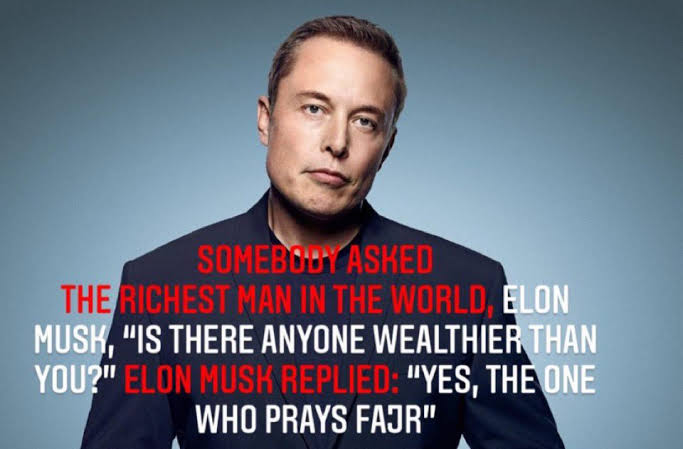 SOMEBODY ASKED
THE RICHEST MAN IN THE WORLD, ELON
MUSK, “IS THERE ANYONE WEALTHIER THAN
YOU?” ELON MUSK REPLIED: “YES, THE ONE
WHO PRAYS FAJR”